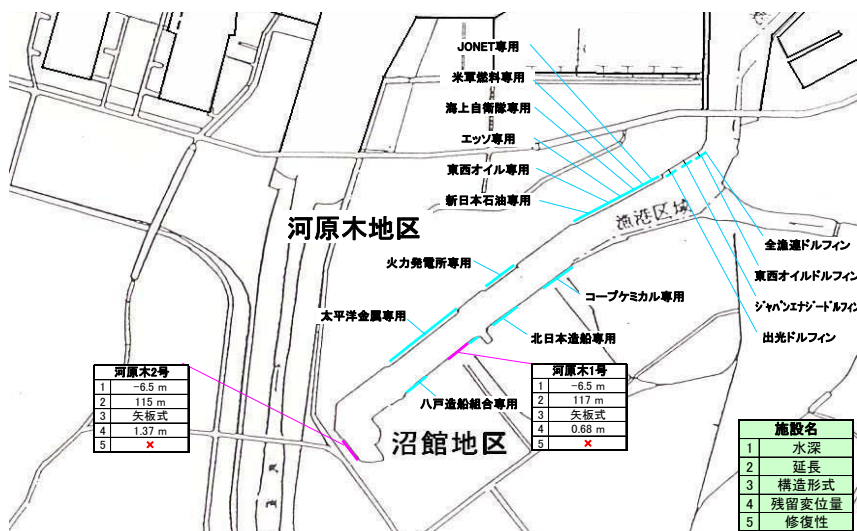 JONET専用
米軍燃料専用
海上自衛隊専用
エッソ専用
東西オイル専用
新日本石油専用
河原木地区
漁港区域
全漁連ドルフィン
火力発電所専用
東西オイルドルフィン
コープケミカル専用
ジャパンエナジードルフィン
太平洋金属専用
北日本造船専用
出光ドルフィン
河原木2号
1 -6.5 m
2 115 m
3 矢板式
4 1.37 m
5 ×
河原木1号
1 -6.5 m
2 117 m
3 矢板式
4 0.68 m
5 ×
八戸造船組合専用
沼館地区
施設名
1 水深
2 延長
3 構造形式
4 残留変位量
5 修復性